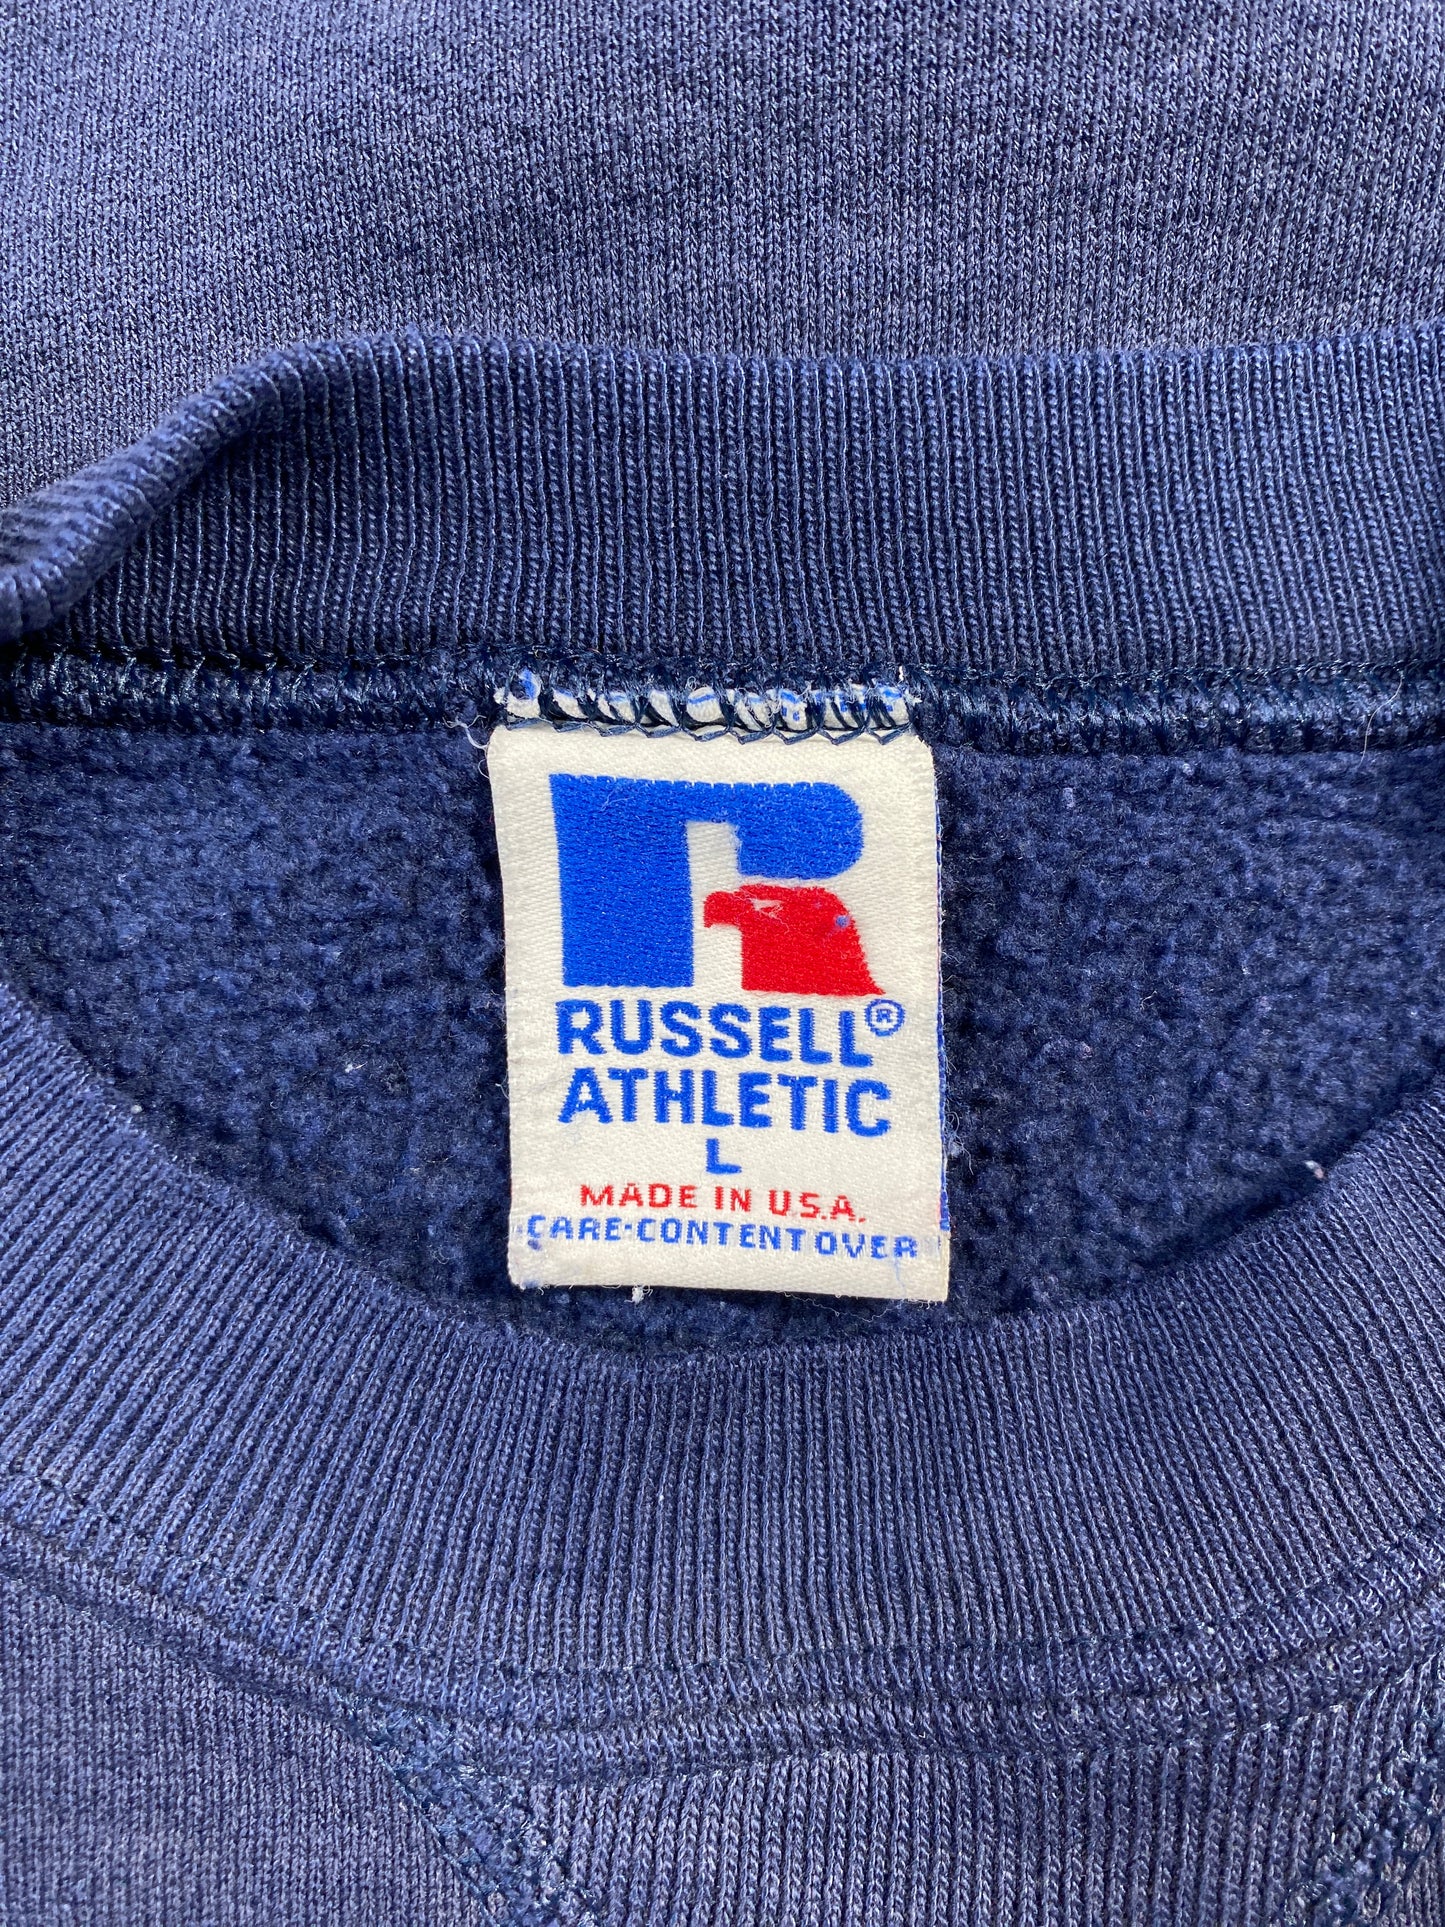 R
RUSSELL®
ATHLETIC
L
MADE IN U.S.A.
CARE-CONTENT OVER